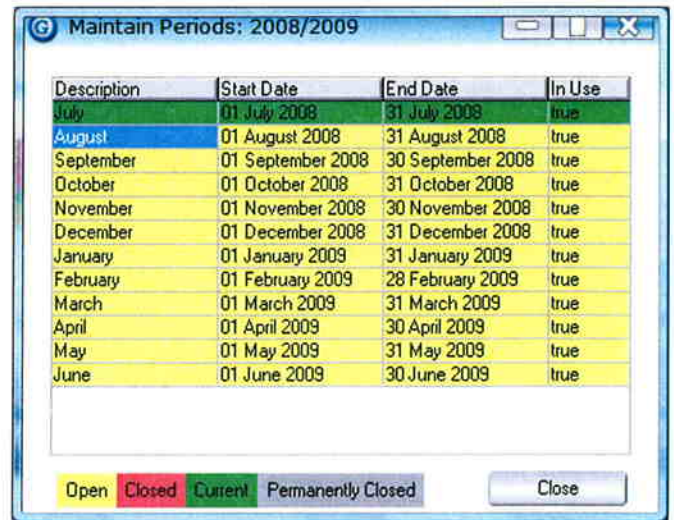 G Maintain Periods: 2008/2009
Description Start Date End Date In Use
July 01 July 2008 31 July 2008 true
August 01 August 2008 31 August 2008 true
September 01 September 2008 30 September 2008 true
October 01 October 2008 31 October 2008 true
November 01 November 2008 30 November 2008 true
December 01 December 2008 31 December 2008 true
January 01 January 2009 31 January 2009 true
February 01 February 2009 28 February 2009 true
March 01 March 2009 31 March 2009 true
April 01 April 2009 30 April 2009 true
May 01 May 2009 31 May 2009 true
June 01 June 2009 30 June 2009 true
Open Closed Current Permanently Closed Close